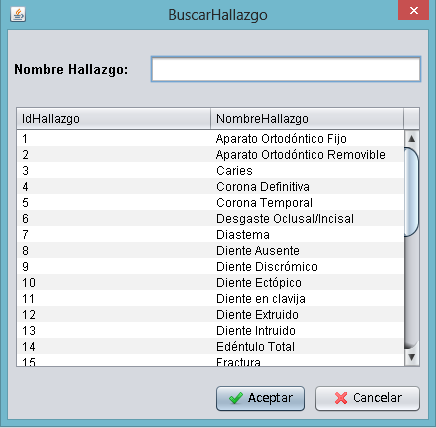 BuscarHallazgo
Nombre Hallazgo:
IdHallazgo NombreHallazgo
1 Aparato Ortodóntico Fijo
2 Aparato Ortodóntico Removible
3 Caries
4 Corona Definitiva
5 Corona Temporal
6 Desgaste Oclusal/Incisal
7 Diastema
8 Diente Ausente
9 Diente Discrómico
10 Diente Ectópico
11 Diente en clavija
12 Diente Extruido
13 Diente Intruido
14 Edéntulo Total
15 Fractura
Aceptar Cancelar